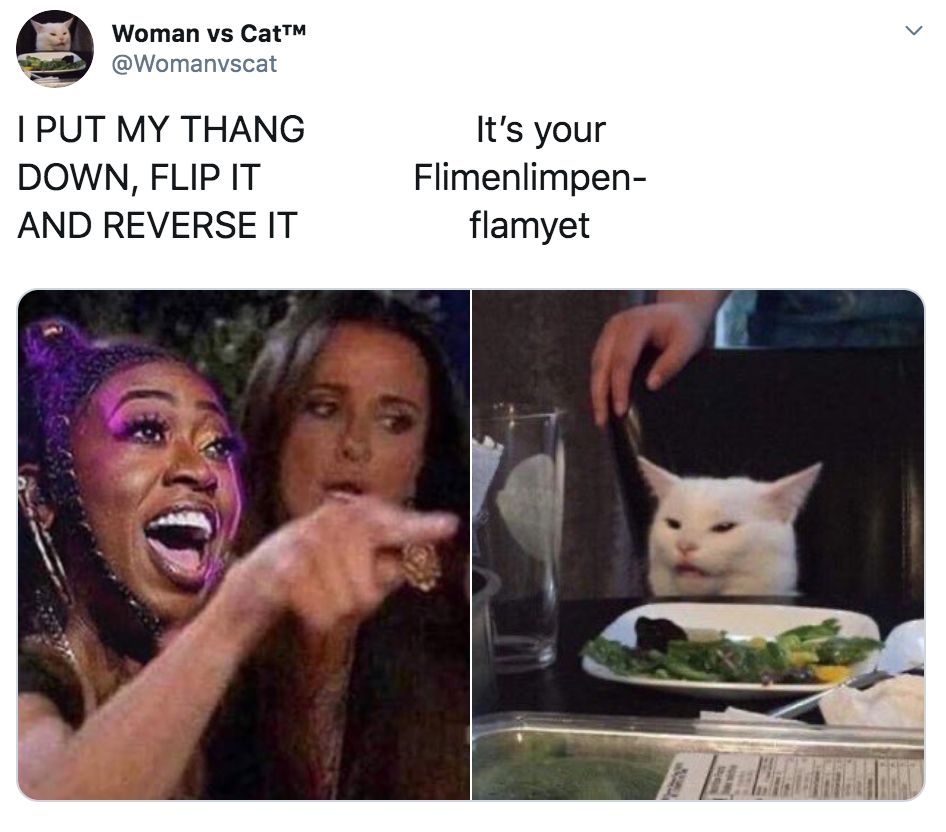 Woman vs Cat™
@Womanvscat
I PUT MY THANG
DOWN, FLIP IT
AND REVERSE IT
It's your
Flimenlimpen-
flamyet